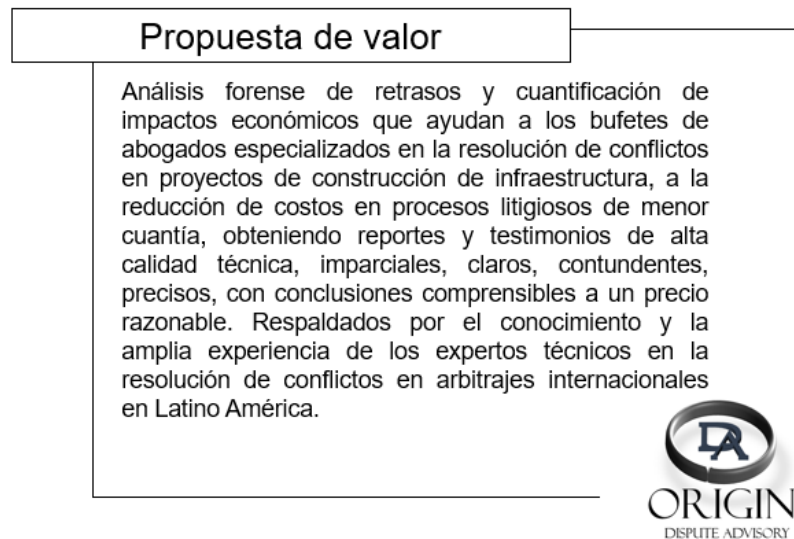 Propuesta de valor
Análisis forense de retrasos y cuantificación de
impactos económicos que ayudan a los bufetes de
abogados especializados en la resolución de conflictos
en proyectos de construcción de infraestructura, a la
reducción de costos en procesos litigiosos de menor
cuantía, obteniendo reportes y testimonios de alta
calidad técnica, imparciales, claros, contundentes,
precisos, con conclusiones comprensibles a un precio
razonable. Respaldados por el conocimiento y la
amplia experiencia de los expertos técnicos en la
resolución de conflictos en arbitrajes internacionales
en Latino América.
DA
ORIGIN
DISPUTE ADVISORY